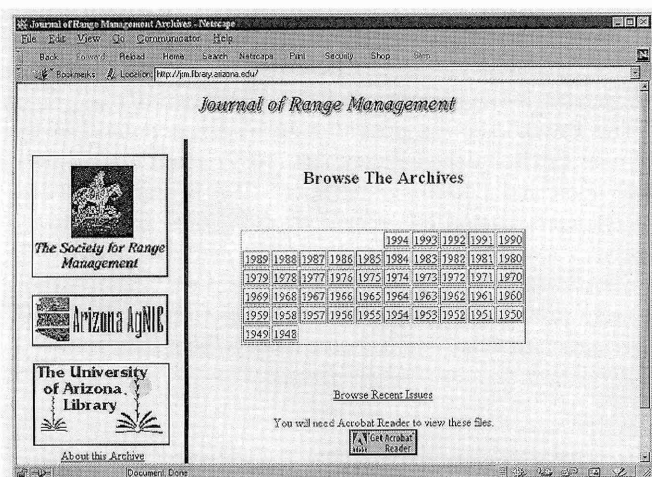 Journal of Range Management Archives - Netscape
File Edit View Go Communicator Help
Back Forward Reload Home Search Netscape Print Security Shop Stop
Bookmarks Location: http://jrm.library.arizona.edu/
Journal of Range Management
The Society for Range
Management
Arizona AgNIC
The University
of Arizona
Library
About this Archive
Browse The Archives
1994 1993 1992 1991 1990
1989 1988 1987 1986 1985 1984 1983 1982 1981 1980
1979 1978 1977 1976 1975 1974 1973 1972 1971 1970
1969 1968 1967 1966 1965 1964 1963 1962 1961 1960
1959 1958 1957 1956 1955 1954 1953 1952 1951 1950
1949 1948
Browse Recent Issues
You will need Acrobat Reader to view these files.
Get Acrobat
Reader
Document: Done